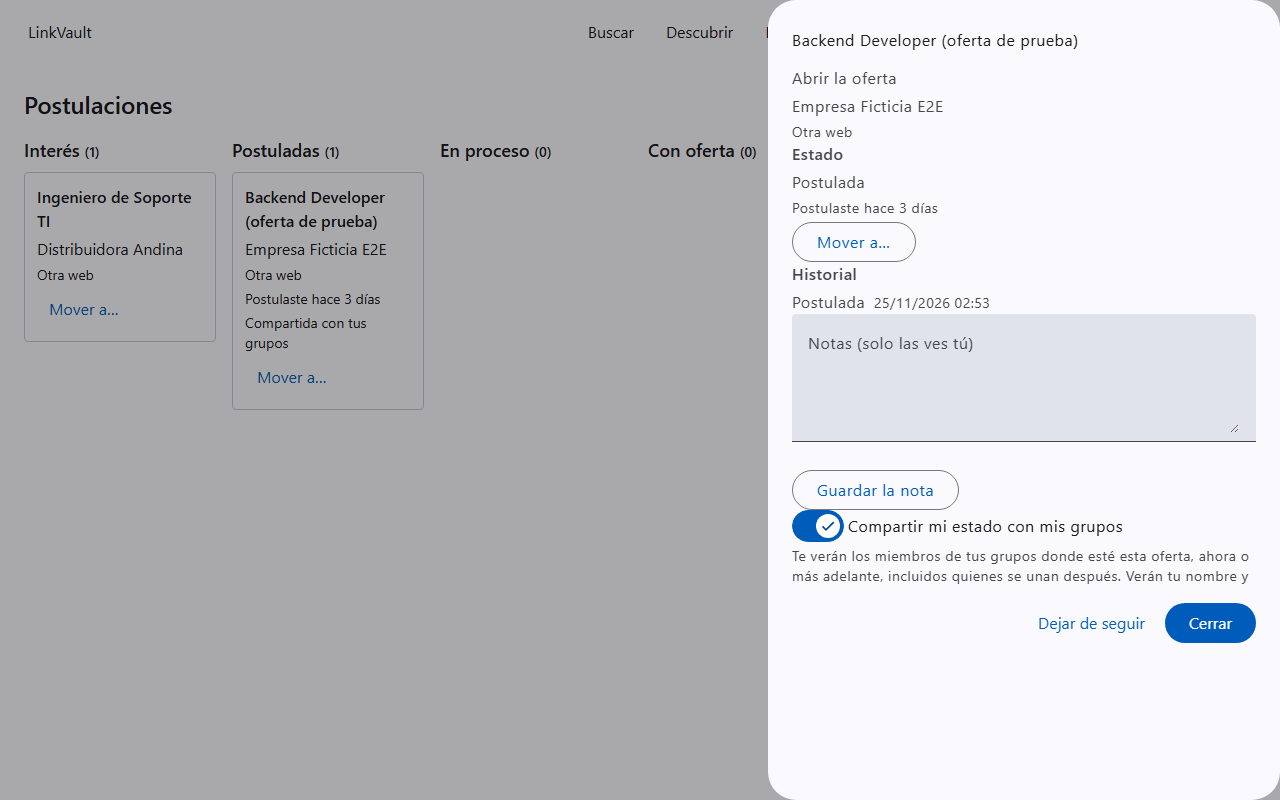 LinkVault
Buscar
Descubrir
Postulaciones
Interés (1)
Postuladas (1)
En proceso (0)
Con oferta (0)
Ingeniero de Soporte
TI
Distribuidora Andina
Otra web
Mover a...
Backend Developer
(oferta de prueba)
Empresa Ficticia E2E
Otra web
Postulaste hace 3 días
Compartida con tus
grupos
Mover a...
Backend Developer (oferta de prueba)
Abrir la oferta
Empresa Ficticia E2E
Otra web
Estado
Postulada
Postulaste hace 3 días
Mover a...
Historial
Postulada 25/11/2026 02:53
Notas (solo las ves tú)
Guardar la nota
Compartir mi estado con mis grupos
Te verán los miembros de tus grupos donde esté esta oferta, ahora o
más adelante, incluidos quienes se unan después. Verán tu nombre y
Dejar de seguir
Cerrar